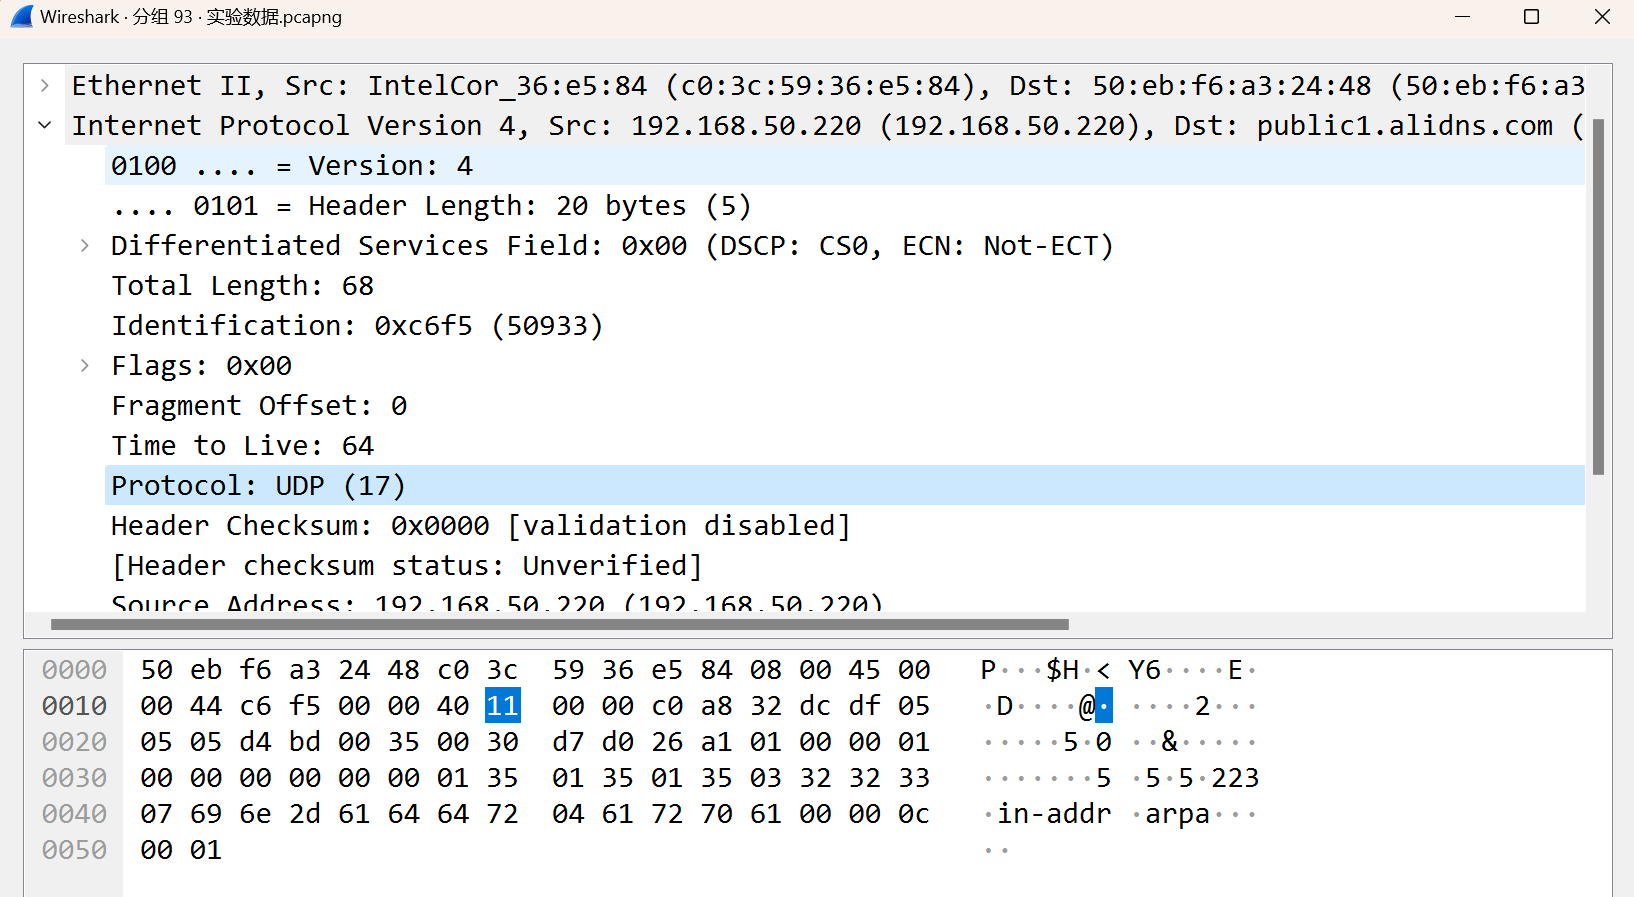 Wireshark · 分组 93 · 实验数据.pcapng
Ethernet II, Src: IntelCor_36:e5:84 (c0:3c:59:36:e5:84), Dst: 50:eb:f6:a3:24:48 (50:eb:f6:a3
Internet Protocol Version 4, Src: 192.168.50.220 (192.168.50.220), Dst: public1.alidns.com (
0100 .... = Version: 4
.... 0101 = Header Length: 20 bytes (5)
Differentiated Services Field: 0x00 (DSCP: CS0, ECN: Not-ECT)
Total Length: 68
Identification: 0xc6f5 (50933)
Flags: 0x00
Fragment Offset: 0
Time to Live: 64
Protocol: UDP (17)
Header Checksum: 0x0000 [validation disabled]
[Header checksum status: Unverified]
Source Address: 192.168.50.220 (192.168.50.220)
0000 50 eb f6 a3 24 48 c0 3c 59 36 e5 84 08 00 45 00 P···$H·< Y6····E·
0010 00 44 c6 f5 00 00 40 11 00 00 c0 a8 32 dc df 05 ·D····@· ····2···
0020 05 05 d4 bd 00 35 00 30 d7 d0 26 a1 01 00 00 01 ·····5·0 ··&·····
0030 00 00 00 00 00 00 01 35 01 35 01 35 03 32 32 33 ·······5 ·5·5·223
0040 07 69 6e 2d 61 64 64 72 04 61 72 70 61 00 00 0c ·in-addr ·arpa···
0050 00 01 ··